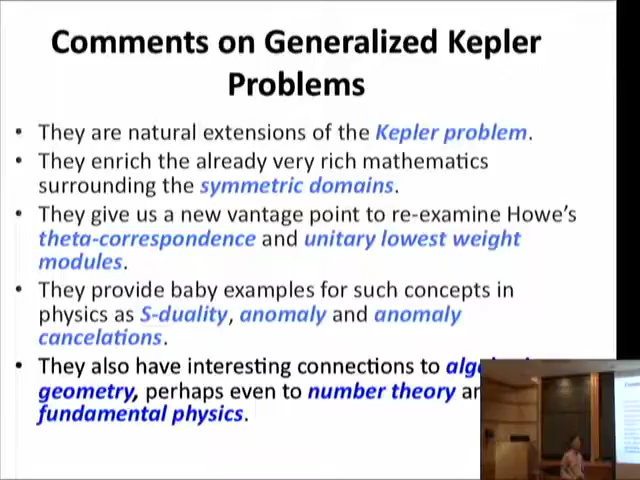 Comments on Generalized Kepler
Problems
• They are natural extensions of the Kepler problem.
• They enrich the already very rich mathematics
surrounding the symmetric domains.
• They give us a new vantage point to re-examine Howe's
theta-correspondence and unitary lowest weight
modules.
• They provide baby examples for such concepts in
physics as S-duality, anomaly and anomaly
cancelations.
• They also have interesting connections to
geometry, perhaps even to number theory
fundamental physics.